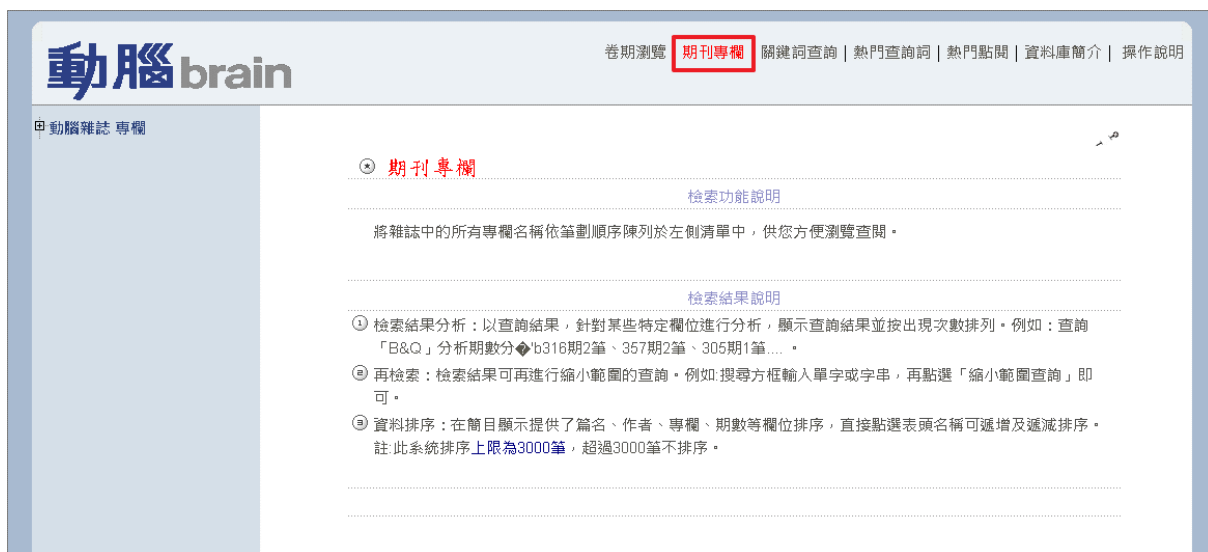 動腦brain
卷期瀏覽 期刊專欄 關鍵詞查詢 | 熱門查詢詞 | 熱門點閱 | 資料庫簡介 | 操作說明
動腦雜誌 專欄
期刊專欄
檢索功能說明
將雜誌中的所有專欄名稱依筆劃順序陳列於左側清單中，供您方便瀏覽查閱。
檢索結果說明
① 檢索結果分析：以查詢結果，針對某些特定欄位進行分析，顯示查詢結果並按出現次數排列。例如：查詢
「B&Q」分析期數分�'b316期2筆、357期2筆、305期1筆.... 。
② 再檢索：檢索結果可再進行縮小範圍的查詢。例如:搜尋方框輸入單字或字串，再點選「縮小範圍查詢」即
可。
③ 資料排序：在簡目顯示提供了篇名、作者、專欄、期數等欄位排序，直接點選表頭名稱可遞增及遞減排序。
註:此系統排序上限為3000筆，超過3000筆不排序。